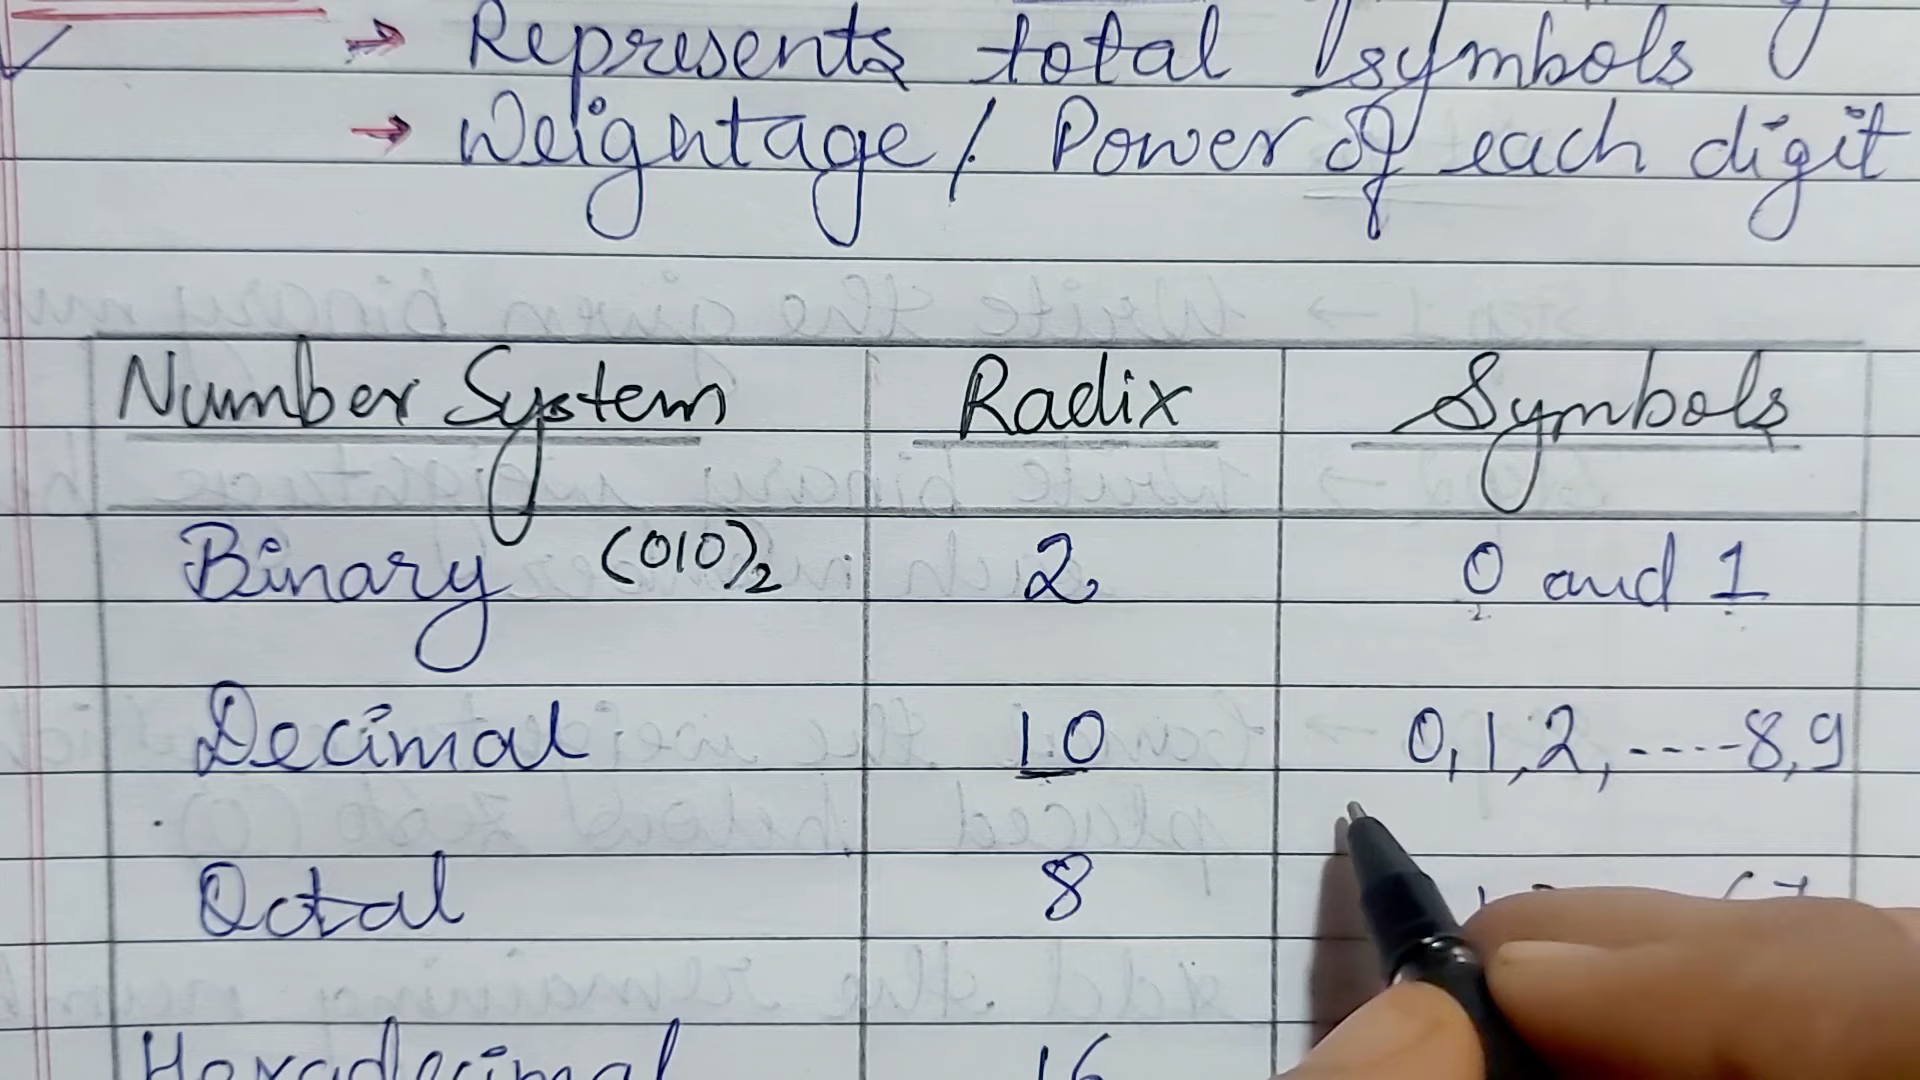 → Represents total symbols
→ Weightage / Power of each digit
Number System Radix Symbols
Binary (010)2 2 0 and 1
Decimal 10 0,1,2,----8,9
Octal 8
Hexadecimal 16